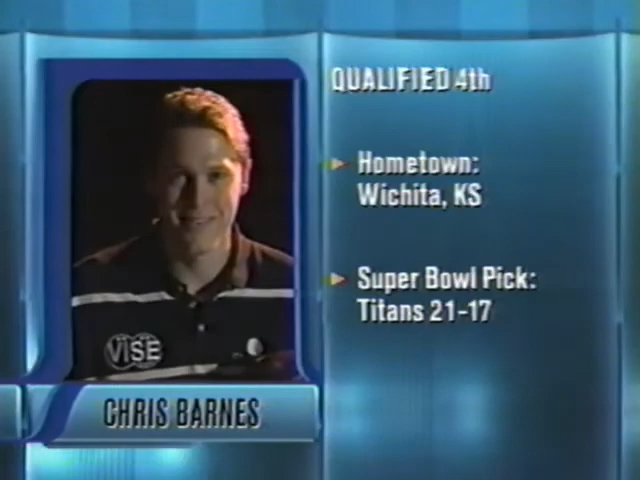 QUALIFIED 4th
Hometown:
Wichita, KS
Super Bowl Pick:
Titans 21-17
VISE
CHRIS BARNES